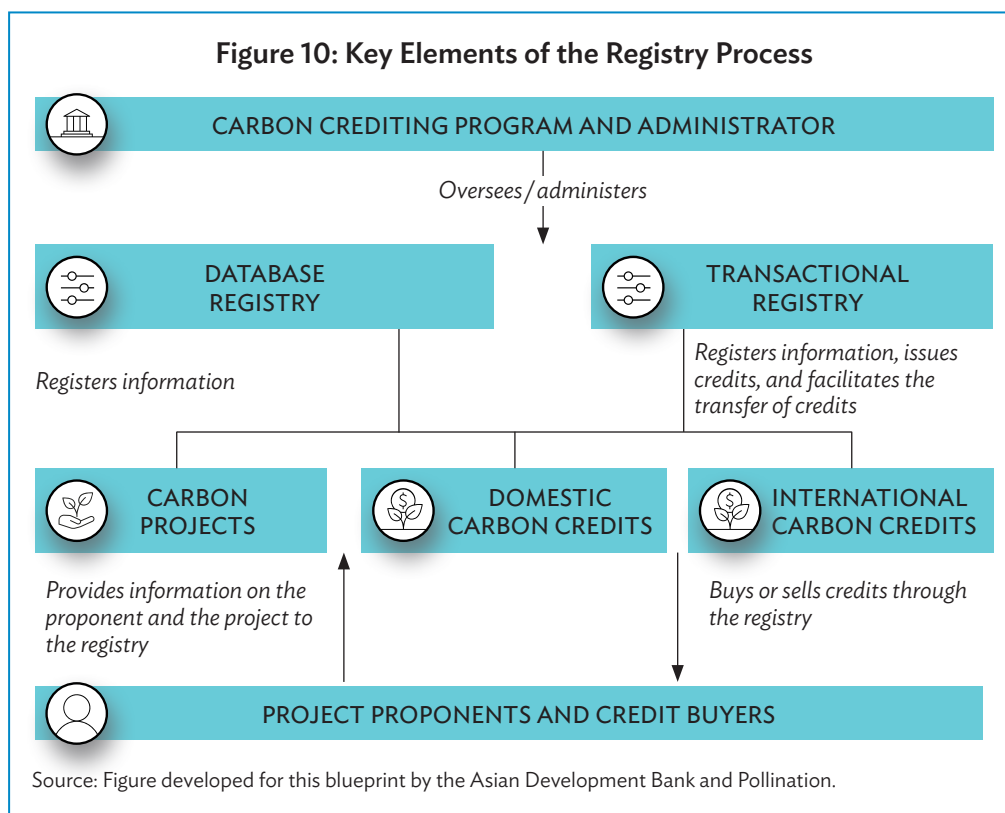 Figure 10: Key Elements of the Registry Process
CARBON CREDITING PROGRAM AND ADMINISTRATOR
Oversees/administers
DATABASE
REGISTRY
TRANSACTIONAL
REGISTRY
Registers information
Registers information, issues
credits, and facilitates the
transfer of credits
CARBON
PROJECTS
DOMESTIC
CARBON CREDITS
INTERNATIONAL
CARBON CREDITS
Provides information on the
proponent and the project to
the registry
Buys or sells credits through
the registry
PROJECT PROPONENTS AND CREDIT BUYERS
Source: Figure developed for this blueprint by the Asian Development Bank and Pollination.